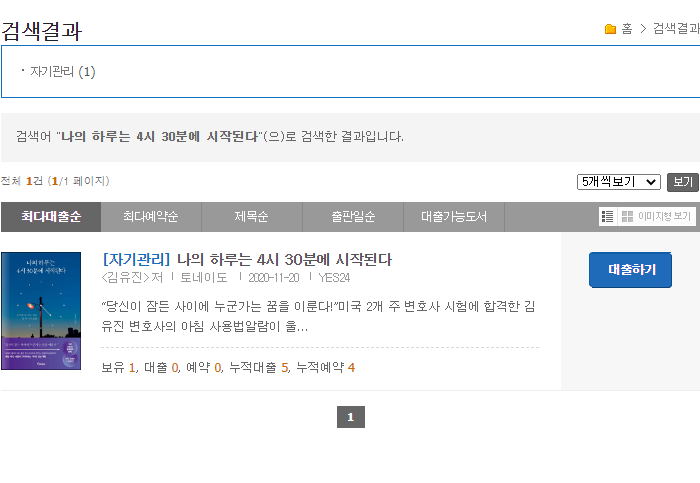 검색결과
홈 > 검색결과
· 자기관리 (1)
검색어 "나의 하루는 4시 30분에 시작된다"(으)로 검색한 결과입니다.
전체 1건 (1/1 페이지)
5개씩보기 보기
최다대출순 최다예약순 제목순 출판일순 대출가능도서 이미지형 보기
나의 하루는
4시 30분에 시작된다
[자기관리] 나의 하루는 4시 30분에 시작된다
<김유진> 저 | 토네이도 | 2020-11-20 | YES24
대출하기
“당신이 잠든 사이에 누군가는 꿈을 이룬다!”미국 2개 주 변호사 시험에 합격한 김
유진 변호사의 아침 사용법알람이 울...
보유 1, 대출 0, 예약 0, 누적대출 5, 누적예약 4
1